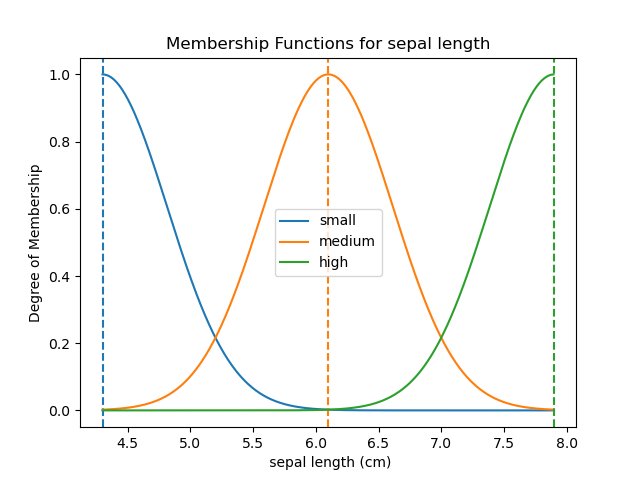 Membership Functions for sepal length
Degree of Membership
1.0
0.8
0.6
0.4
0.2
0.0
small
medium
high
4.5 5.0 5.5 6.0 6.5 7.0 7.5 8.0
sepal length (cm)